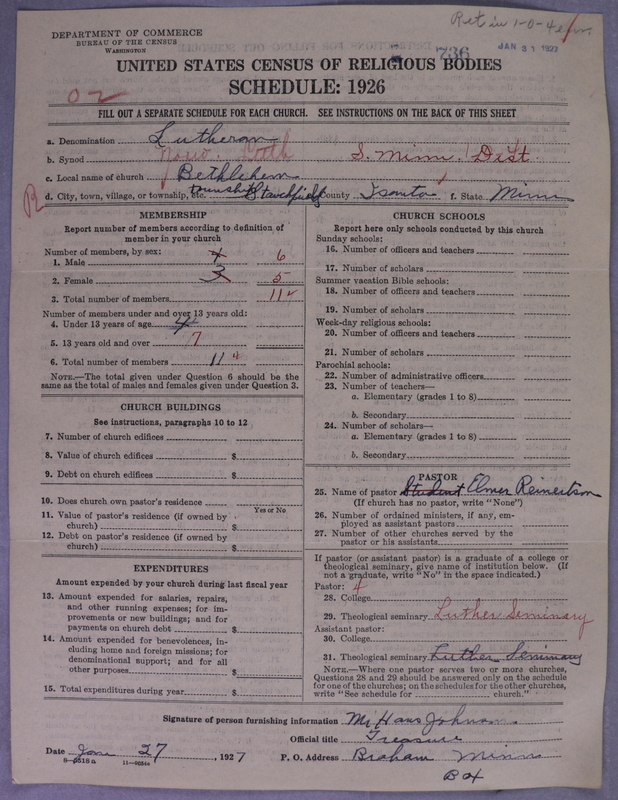 Ret in 1-0-4
DEPARTMENT OF COMMERCE
BUREAU OF THE CENSUS
WASHINGTON
736
JAN 31 1927
UNITED STATES CENSUS OF RELIGIOUS BODIES
SCHEDULE: 1926
02
FILL OUT A SEPARATE SCHEDULE FOR EACH CHURCH. SEE INSTRUCTIONS ON THE BACK OF THIS SHEET
a. Denomination Lutheran
b. Synod Norw Luth S. Minn. Dist.
c. Local name of church Bethlehem
R
d. City, town, village, or township, etc. township Stanchfield County Isanti f. State Minn
MEMBERSHIP
Report number of members according to definition of
member in your church
Number of members, by sex:
1. Male 4 6
2. Female 3 5
3. Total number of members 11
Number of members under and over 13 years old:
4. Under 13 years of age 4
5. 13 years old and over 7
6. Total number of members 11
NOTE.—The total given under Question 6 should be the
same as the total of males and females given under Question 3.
CHURCH BUILDINGS
See instructions, paragraphs 10 to 12
7. Number of church edifices
8. Value of church edifices $
9. Debt on church edifices $
10. Does church own pastor's residence
Yes or No
11. Value of pastor's residence (if owned by
church) $
12. Debt on pastor's residence (if owned by
church) $
EXPENDITURES
Amount expended by your church during last fiscal year
13. Amount expended for salaries, repairs,
and other running expenses; for im-
provements or new buildings; and for
payments on church debt $
14. Amount expended for benevolences, in-
cluding home and foreign missions; for
denominational support; and for all
other purposes $
15. Total expenditures during year $
CHURCH SCHOOLS
Report here only schools conducted by this church
Sunday schools:
16. Number of officers and teachers
17. Number of scholars
Summer vacation Bible schools:
18. Number of officers and teachers
19. Number of scholars
Week-day religious schools:
20. Number of officers and teachers
21. Number of scholars
Parochial schools:
22. Number of administrative officers
23. Number of teachers—
a. Elementary (grades 1 to 8)
b. Secondary
24. Number of scholars—
a. Elementary (grades 1 to 8)
b. Secondary
PASTOR
25. Name of pastor Student Elmer Reinertson
(If church has no pastor, write "None")
26. Number of ordained ministers, if any, em-
ployed as assistant pastors
27. Number of other churches served by the
pastor or his assistants
If pastor (or assistant pastor) is a graduate of a college or
theological seminary, give name of institution below. (If
not a graduate, write "No" in the space indicated.)
Pastor: 4
28. College
29. Theological seminary Luther Seminary
Assistant pastor:
30. College
31. Theological seminary Luther Seminary
NOTE.—Where one pastor serves two or more churches,
Questions 28 and 29 should be answered only on the schedule
for one of the churches; on the schedules for the other churches,
write "See schedule for church."
Signature of person furnishing information Mr Hans Johnson
Official title Treasure
Date Jan 27, 1927 P. O. Address Braham Minn
8—5518a 11—9054a
Box